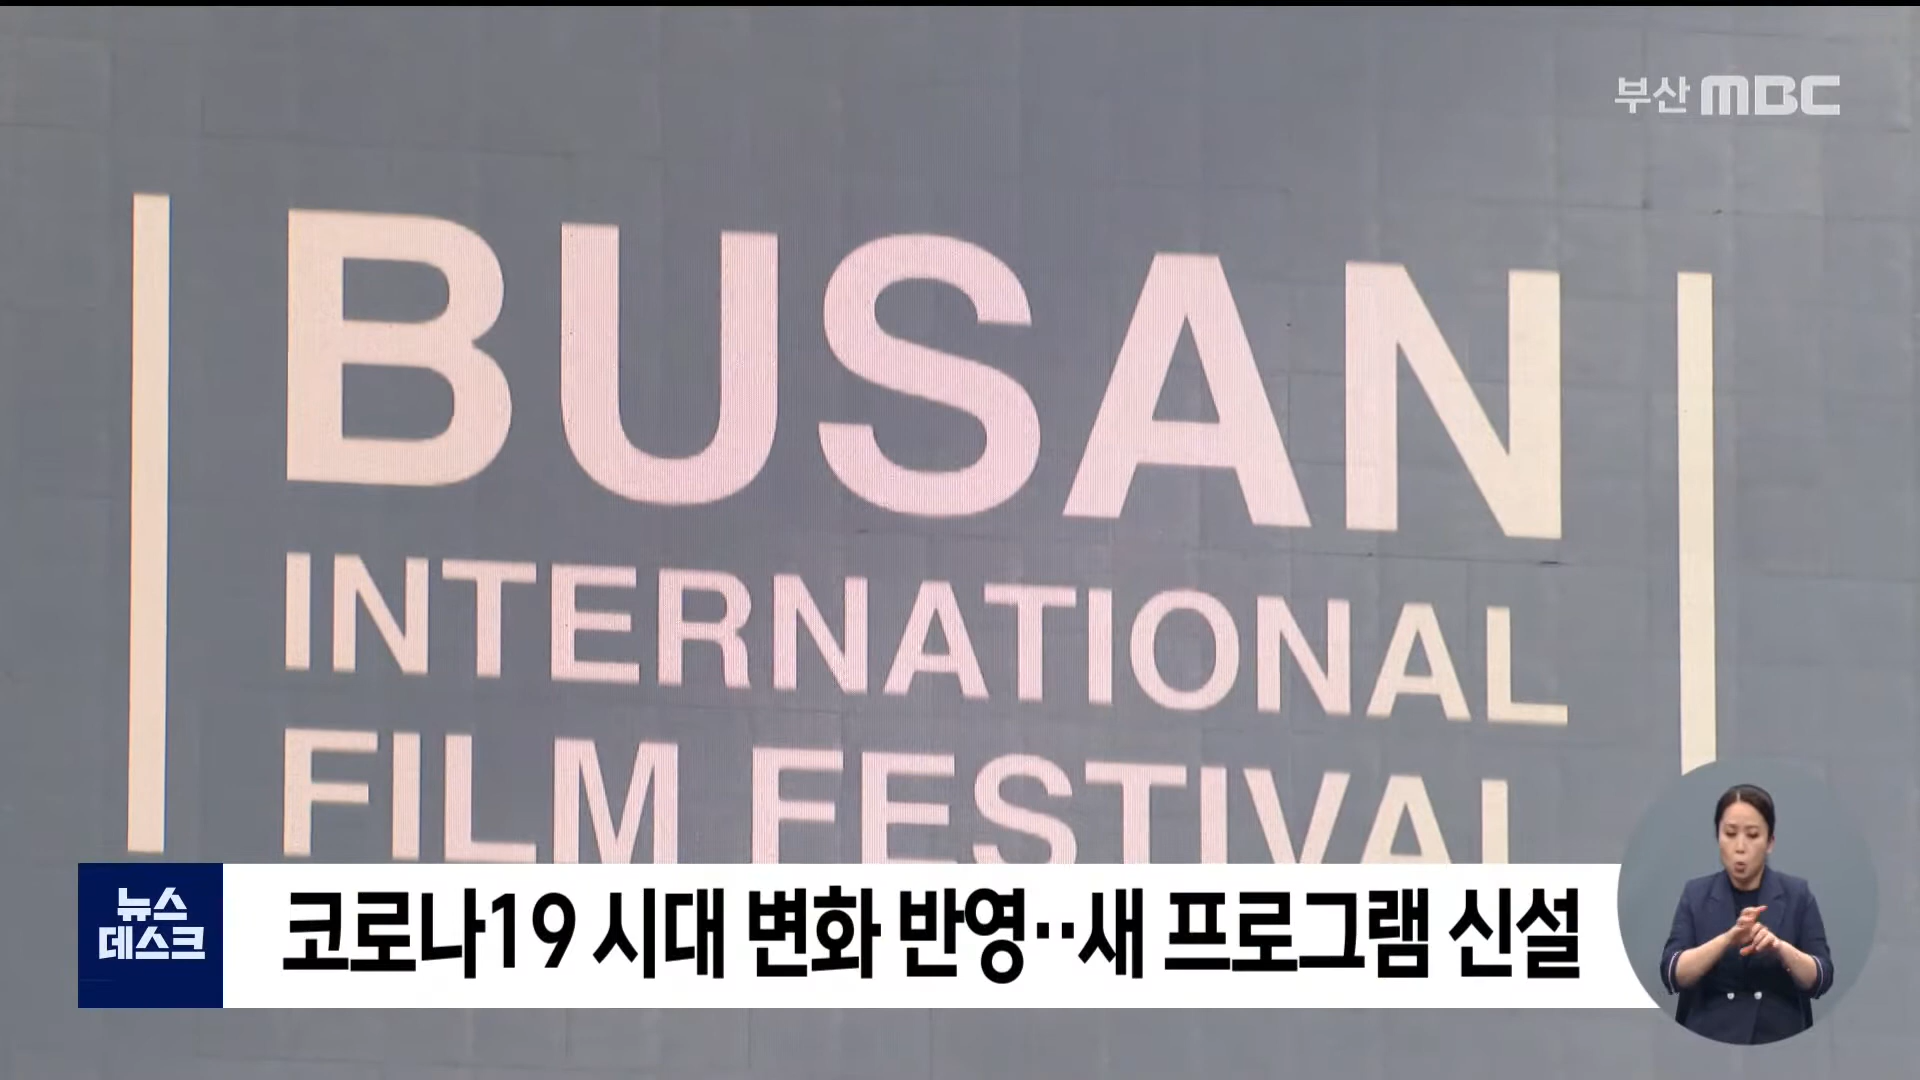 부산 MBC
BUSAN
INTERNATIONAL
FILM FESTIVAL
뉴스
데스크
코로나19 시대 변화 반영··새 프로그램 신설